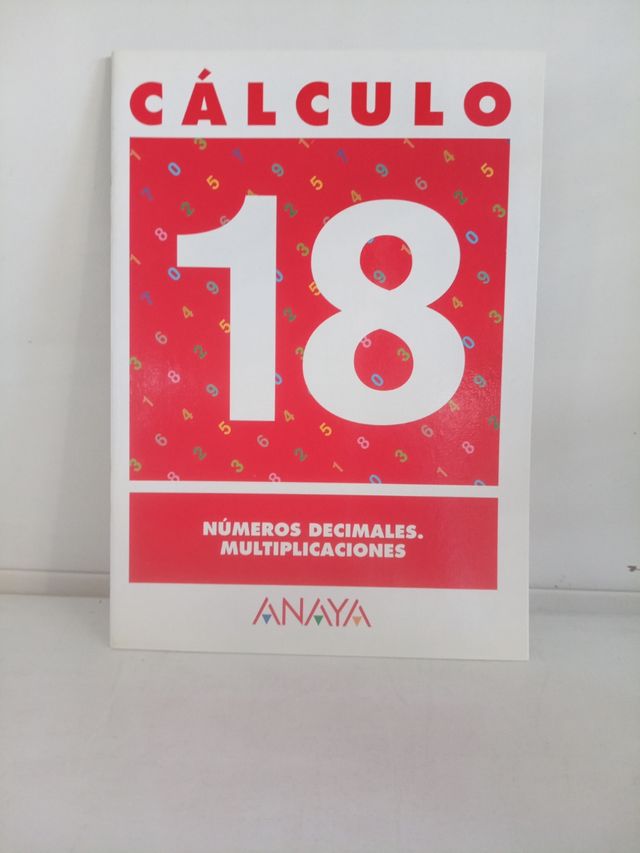 CÁLCULO
18
NÚMEROS DECIMALES.
MULTIPLICACIONES
ANAYA